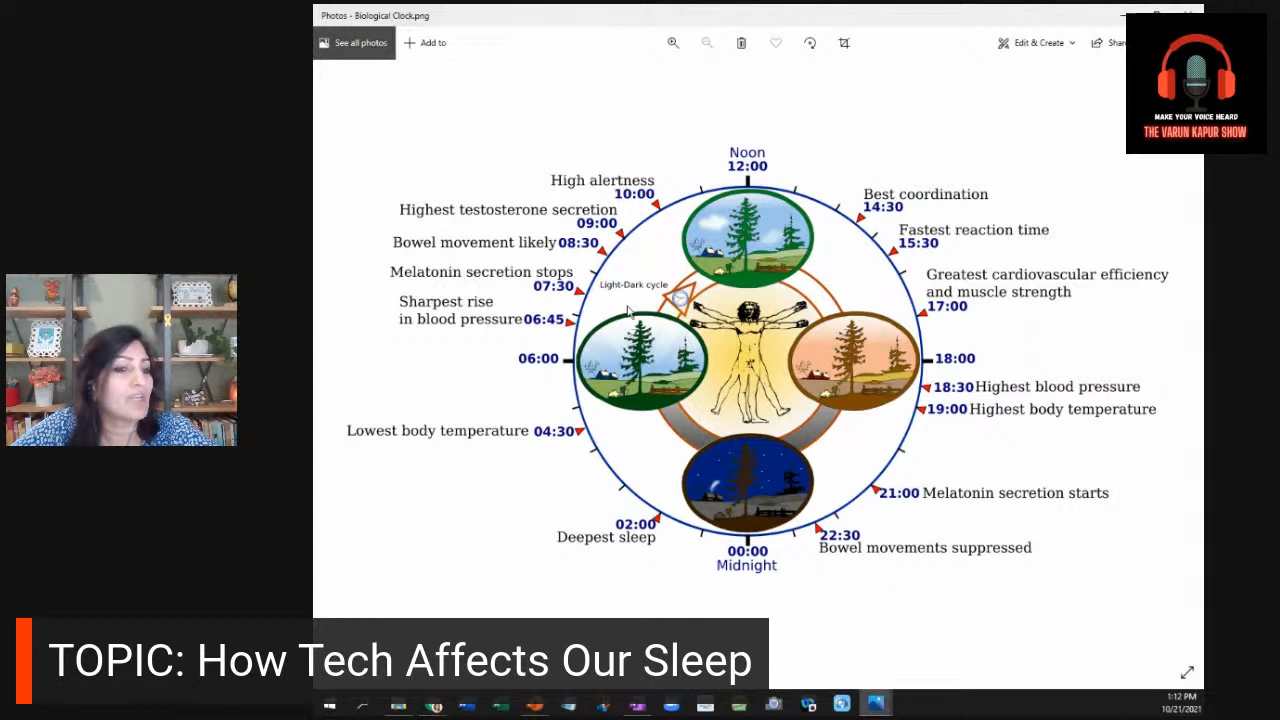 Photos - Biological Clock.png
See all photos
Add to
Edit & Create
Shar
MAKE YOUR VOICE HEARD
THE VARUN KAPUR SHOW
Noon
12:00
High alertness
10:00
Highest testosterone secretion
09:00
Bowel movement likely 08:30
Melatonin secretion stops
07:30
Sharpest rise
in blood pressure 06:45
06:00
Lowest body temperature 04:30
02:00
Deepest sleep
Light-Dark cycle
Best coordination
14:30
Fastest reaction time
15:30
Greatest cardiovascular efficiency
and muscle strength
17:00
18:00
18:30 Highest blood pressure
19:00 Highest body temperature
21:00 Melatonin secretion starts
22:30
Bowel movements suppressed
00:00
Midnight
TOPIC: How Tech Affects Our Sleep
1:12 PM
10/21/2021